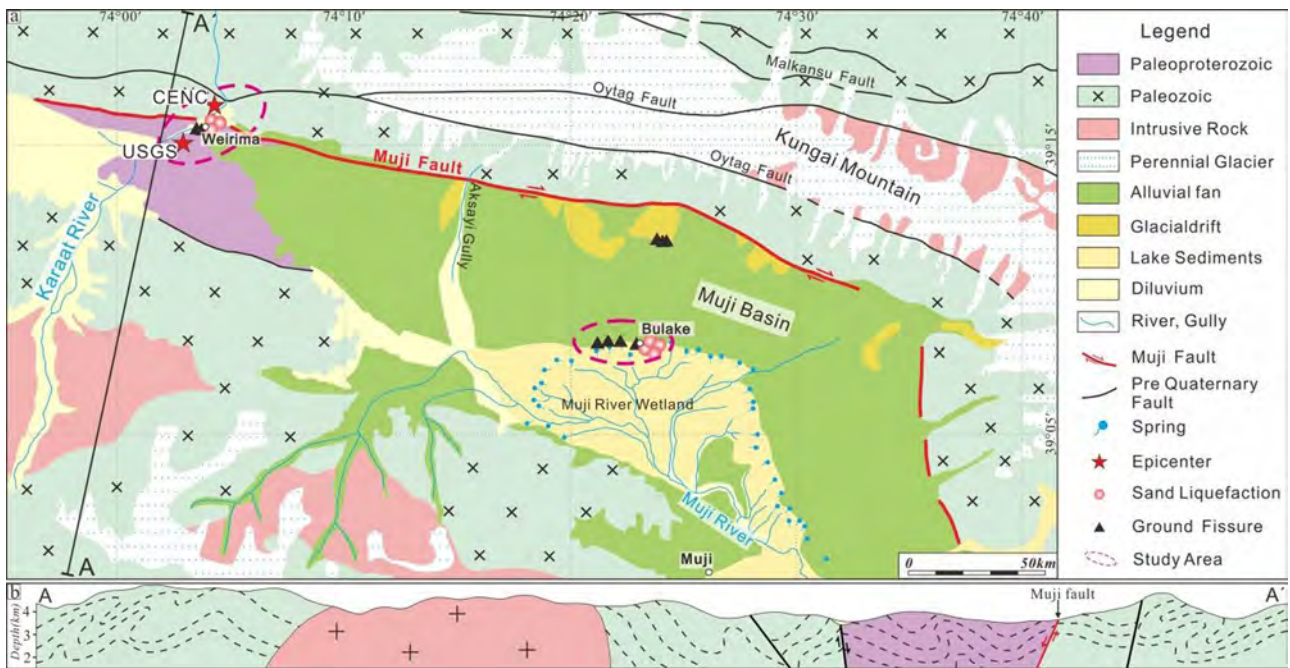 a
74°00′ 74°10′ 74°20′ 74°30′ 74°40′
A′
Malkansu Fault
CENC
Oytag Fault
Weirima
USGS
Kungai Mountain
39°15′
Muji Fault
Oytag Fault
Aksayi Gully
Karaat River
Muji Basin
Bulake
Muji River Wetland
39°05′
Muji River
Muji
A
0 50km
Legend
Paleoproterozoic
Paleozoic
Intrusive Rock
Perennial Glacier
Alluvial fan
Glacialdrift
Lake Sediments
Diluvium
River, Gully
Muji Fault
Pre Quaternary
Fault
Spring
Epicenter
Sand Liquefaction
Ground Fissure
Study Area
b
A
Muji fault
A′
Depth(km)
4
3
2